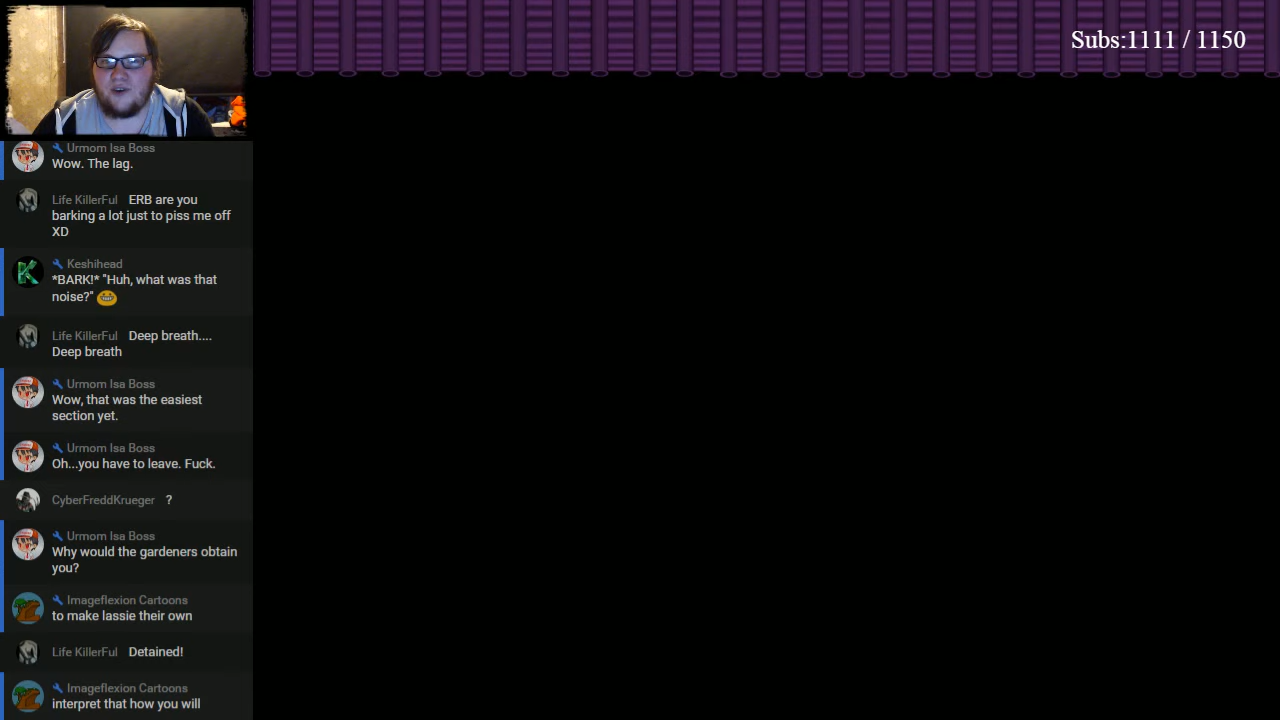 Subs:1111 / 1150
Urmom Isa Boss
Wow. The lag.
Life KillerFul ERB are you
barking a lot just to piss me off
XD
Keshihead
*BARK!* "Huh, what was that
noise?"
Life KillerFul Deep breath....
Deep breath
Urmom Isa Boss
Wow, that was the easiest
section yet.
Urmom Isa Boss
Oh...you have to leave. Fuck.
CyberFreddKrueger ?
Urmom Isa Boss
Why would the gardeners obtain
you?
Imageflexion Cartoons
to make lassie their own
Life KillerFul Detained!
Imageflexion Cartoons
interpret that how you will